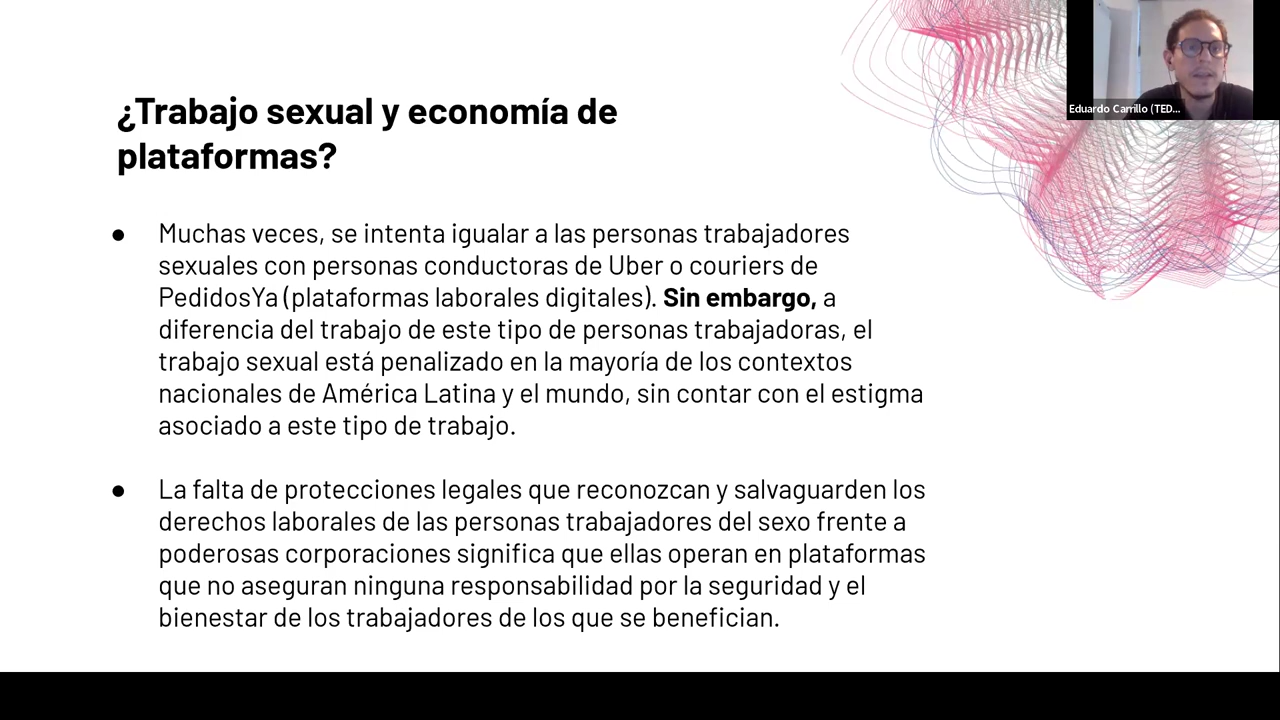 ¿Trabajo sexual y economía de
plataformas?
● Muchas veces, se intenta igualar a las personas trabajadores
sexuales con personas conductoras de Uber o couriers de
PedidosYa (plataformas laborales digitales). Sin embargo, a
diferencia del trabajo de este tipo de personas trabajadoras, el
trabajo sexual está penalizado en la mayoría de los contextos
nacionales de América Latina y el mundo, sin contar con el estigma
asociado a este tipo de trabajo.
● La falta de protecciones legales que reconozcan y salvaguarden los
derechos laborales de las personas trabajadores del sexo frente a
poderosas corporaciones significa que ellas operan en plataformas
que no aseguran ninguna responsabilidad por la seguridad y el
bienestar de los trabajadores de los que se benefician.
Eduardo Carrillo (TED...